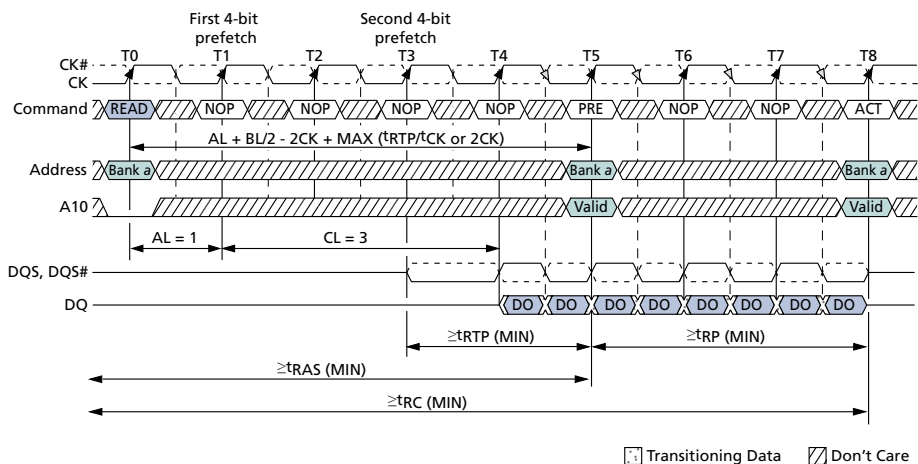 First 4-bit prefetch
Second 4-bit prefetch
T0 T1 T2 T3 T4 T5 T6 T7 T8
CK#
CK
Command READ NOP NOP NOP NOP PRE NOP NOP ACT
AL + BL/2 - 2CK + MAX (tRTP/tCK or 2CK)
Address Bank a Bank a Bank a
A10 Valid Valid
AL = 1 CL = 3
DQS, DQS#
DQ DO DO DO DO DO DO DO DO
≥tRTP (MIN) ≥tRP (MIN)
≥tRAS (MIN)
≥tRC (MIN)
Transitioning Data Don't Care